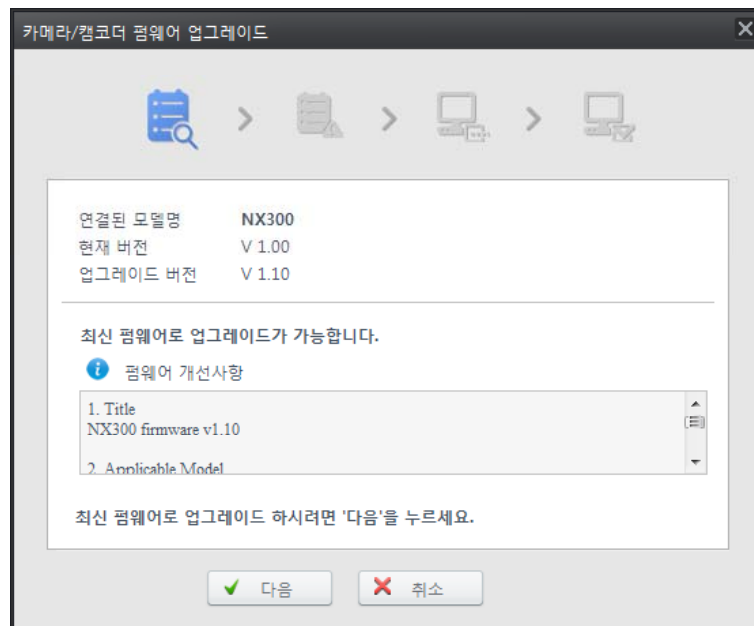 카메라/캠코더 펌웨어 업그레이드
연결된 모델명 NX300
현재 버전 V 1.00
업그레이드 버전 V 1.10
최신 펌웨어로 업그레이드가 가능합니다.
펌웨어 개선사항
1. Title
NX300 firmware v1.10
2. Applicable Model
최신 펌웨어로 업그레이드 하시려면 '다음'을 누르세요.
다음 취소